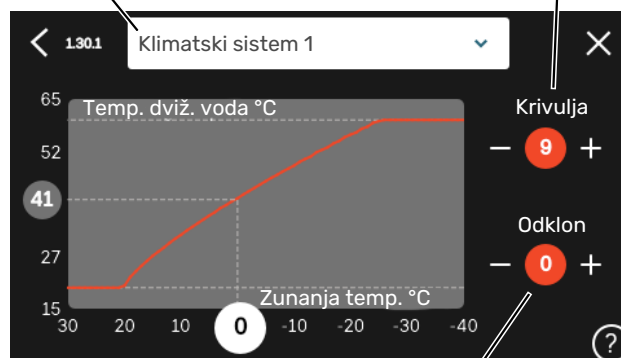 1.30.1 Klimatski sistem 1
65 Temp. dviž. voda °C Krivulja
52 9
41
Odklon
27 0
Zunanja temp. °C
15
30 20 10 0 -10 -20 -30 -40 ?